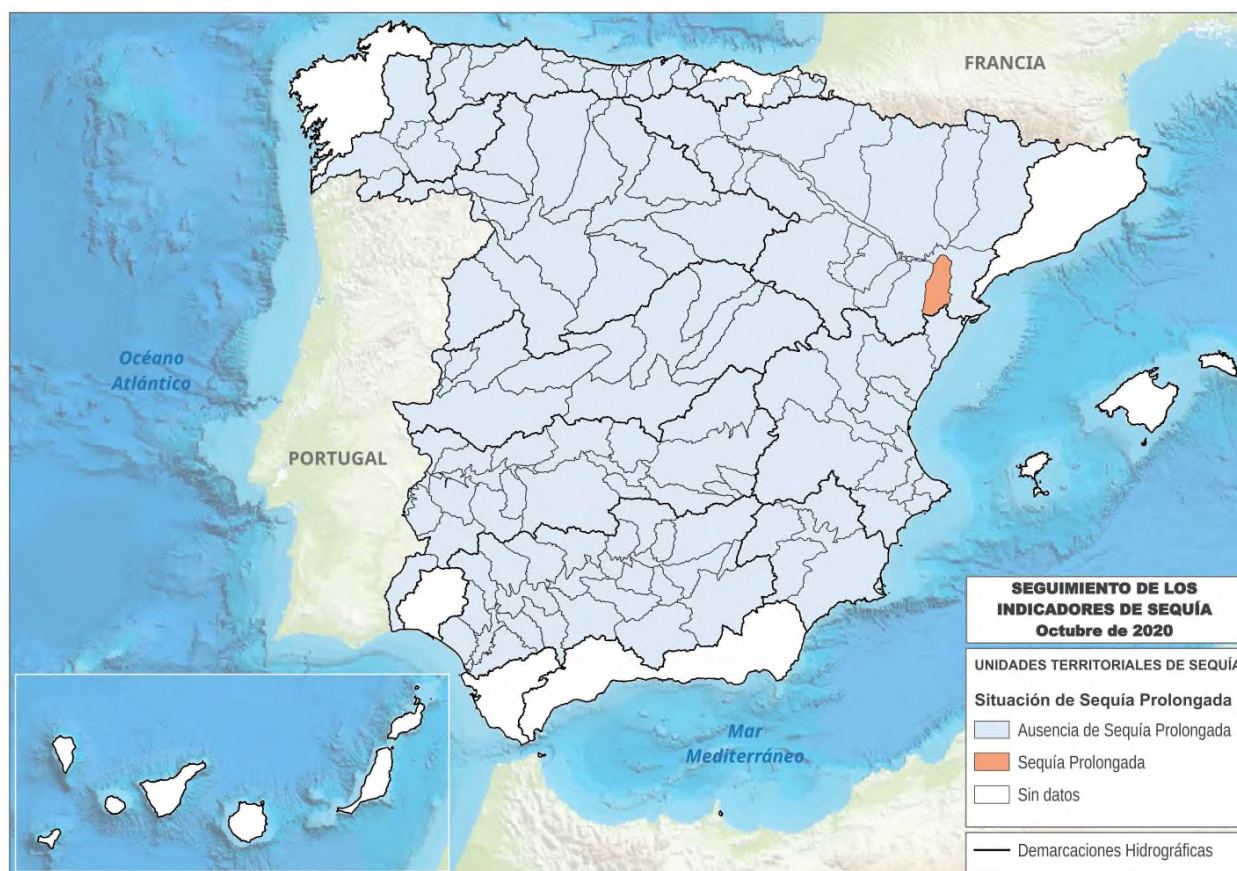 FRANCIA
Océano
Atlántico
PORTUGAL
Mar
Mediterráneo
SEGUIMIENTO DE LOS
INDICADORES DE SEQUÍA
Octubre de 2020
UNIDADES TERRITORIALES DE SEQUÍA
Situación de Sequía Prolongada
Ausencia de Sequía Prolongada
Sequía Prolongada
Sin datos
Demarcaciones Hidrográficas